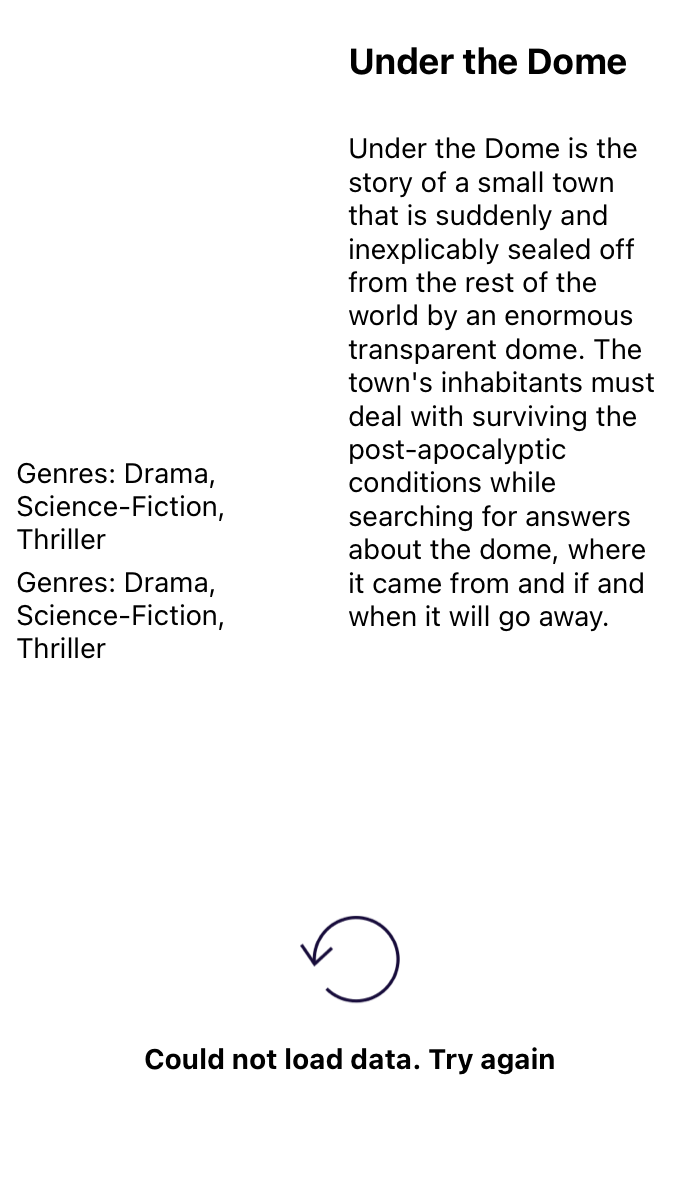 Under the Dome
Under the Dome is the
story of a small town
that is suddenly and
inexplicably sealed off
from the rest of the
world by an enormous
transparent dome. The
town's inhabitants must
deal with surviving the
post-apocalyptic
conditions while
searching for answers
about the dome, where
it came from and if and
when it will go away.
Genres: Drama,
Science-Fiction,
Thriller
Genres: Drama,
Science-Fiction,
Thriller
Could not load data. Try again